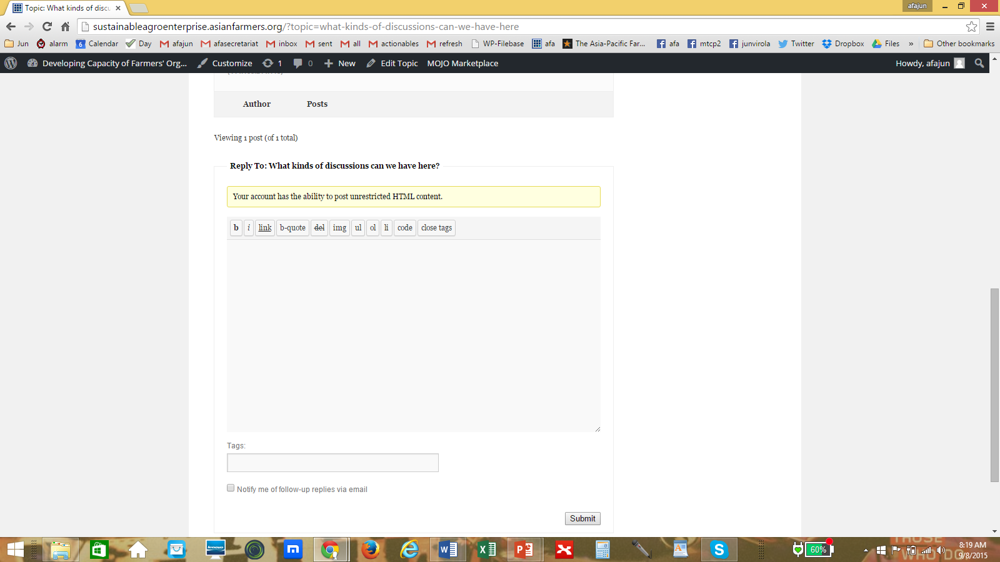 Topic: What kinds of discu
afajun
sustainableagroenterprise.asianfarmers.org/?topic=what-kinds-of-discussions-can-we-have-here
Jun alarm 6 Calendar Day afajun afasecretariat inbox sent all actionables refresh WP-Filebase afa The Asia-Pacific Far... afa mtcp2 junvirola Twitter Dropbox Files » Other bookmarks
Developing Capacity of Farmers' Org... Customize 1 0 New Edit Topic MOJO Marketplace Howdy, afajun
Author Posts
Viewing 1 post (of 1 total)
Reply To: What kinds of discussions can we have here?
Your account has the ability to post unrestricted HTML content.
b i link b-quote del img ul ol li code close tags
Tags:
Notify me of follow-up replies via email
Submit
THOSE
WHO DO
lenovo
60%
8:19 AM
9/8/2015